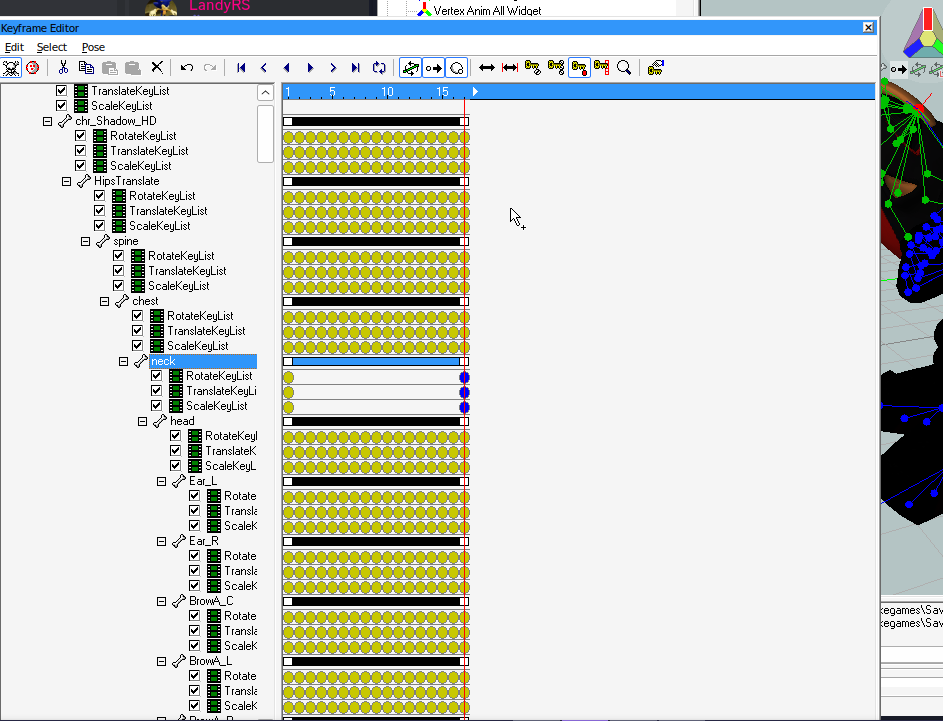 LandyRS
Vertex Anim All Widget
Keyframe Editor
Edit Select Pose
1 5 10 15
TranslateKeyList
ScaleKeyList
chr_Shadow_HD
RotateKeyList
TranslateKeyList
ScaleKeyList
HipsTranslate
RotateKeyList
TranslateKeyList
ScaleKeyList
spine
RotateKeyList
TranslateKeyList
ScaleKeyList
chest
RotateKeyList
TranslateKeyList
ScaleKeyList
neck
RotateKeyList
TranslateKeyLi
ScaleKeyList
head
RotateKeyl
TranslateK
ScaleKeyL
Ear_L
Rotate
Transla
ScaleK
Ear_R
Rotate
Transla
ScaleK
BrowA_C
Rotate
Transla
ScaleK
BrowA_L
Rotate
Transla
ScaleK
kegames\Sav
kegames\Sav